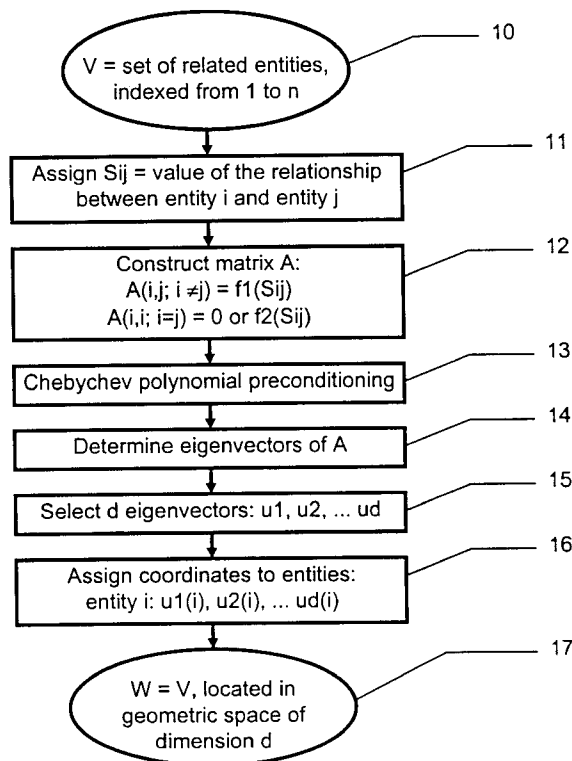 10
V = set of related entities,
indexed from 1 to n
11
Assign Sij = value of the relationship
between entity i and entity j
12
Construct matrix A:
A(i,j; i ≠j) = f1(Sij)
A(i,i; i=j) = 0 or f2(Sij)
13
Chebychev polynomial preconditioning
14
Determine eigenvectors of A
15
Select d eigenvectors: u1, u2, ... ud
16
Assign coordinates to entities:
entity i: u1(i), u2(i), ... ud(i)
17
W = V, located in
geometric space of
dimension d